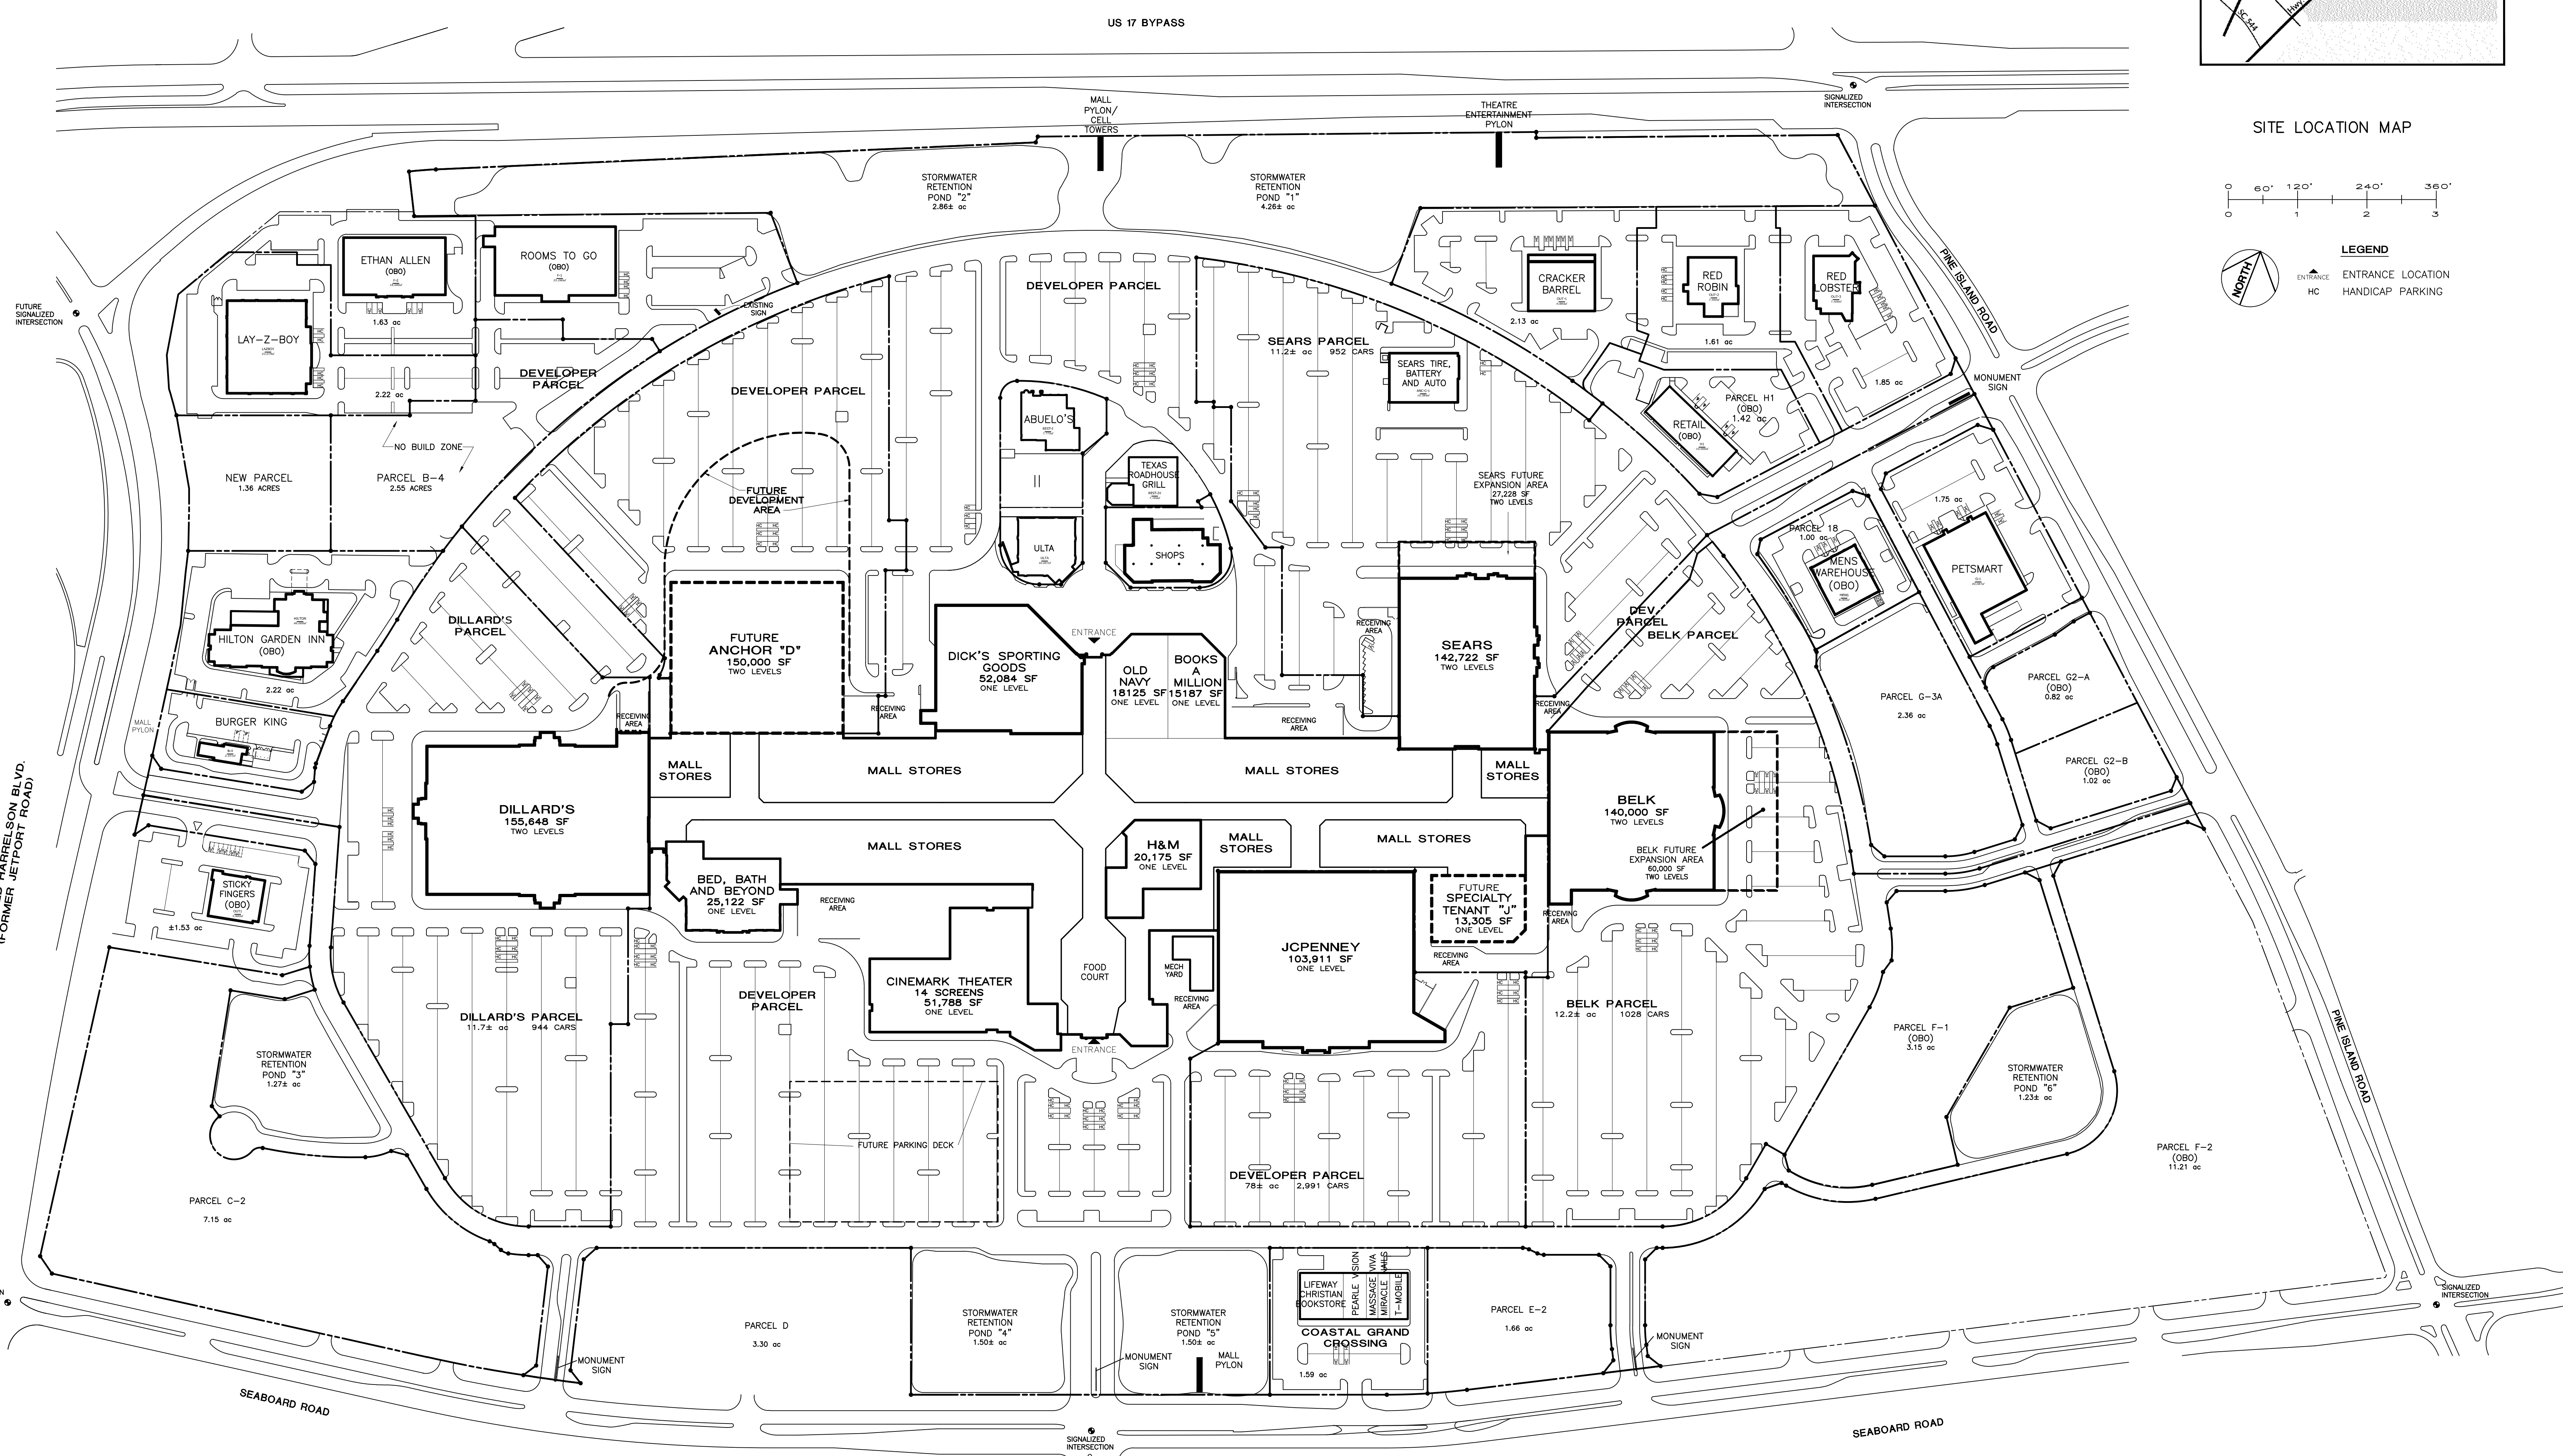 US 17 BYPASS
SC 544
Hwy
SIGNALIZED
INTERSECTION
SITE LOCATION MAP
0 60' 120' 240' 360'
0 1 2 3
NORTH
LEGEND
ENTRANCE
ENTRANCE LOCATION
HC
HANDICAP PARKING
MALL
PYLON/
CELL
TOWERS
THEATRE
ENTERTAINMENT
PYLON
STORMWATER
RETENTION
POND "2"
2.86± ac
STORMWATER
RETENTION
POND "1"
4.26± ac
PINE ISLAND ROAD
FUTURE
SIGNALIZED
INTERSECTION
ETHAN ALLEN
(OBO)
1.63 ac
ROOMS TO GO
(OBO)
EXISTING
SIGN
LAY-Z-BOY
2.22 ac
DEVELOPER
PARCEL
NO BUILD ZONE
NEW PARCEL
1.36 ACRES
PARCEL B-4
2.55 ACRES
DEVELOPER PARCEL
DEVELOPER PARCEL
FUTURE
DEVELOPMENT
AREA
ABUELO'S
TEXAS
ROADHOUSE
GRILL
ULTA
SHOPS
SEARS PARCEL
11.2± ac 952 CARS
SEARS TIRE,
BATTERY
AND AUTO
SEARS FUTURE
EXPANSION AREA
27,228 SF
TWO LEVELS
CRACKER
BARREL
2.13 ac
RED
ROBIN
1.61 ac
RED
LOBSTER
1.85 ac
MONUMENT
SIGN
PARCEL H1
(OBO)
1.42 ac
RETAIL
(OBO)
PARCEL 18
1.00 ac
MENS
WAREHOUSE
(OBO)
1.75 ac
PETSMART
HILTON GARDEN INN
(OBO)
2.22 ac
MALL
PYLON
BURGER KING
DILLARD'S
PARCEL
RECEIVING
AREA
FUTURE
ANCHOR "D"
150,000 SF
TWO LEVELS
RECEIVING
AREA
DICK'S SPORTING
GOODS
52,084 SF
ONE LEVEL
ENTRANCE
OLD
NAVY
18125 SF
ONE LEVEL
BOOKS
A
MILLION
15187 SF
ONE LEVEL
RECEIVING
AREA
RECEIVING
AREA
SEARS
142,722 SF
TWO LEVELS
RECEIVING
AREA
DEV.
PARCEL
BELK PARCEL
PARCEL G-3A
2.36 ac
PARCEL G2-A
(OBO)
0.82 ac
PARCEL G2-B
(OBO)
1.02 ac
HARRELSON BLVD.
(FORMER JETPORT ROAD)
DILLARD'S
155,648 SF
TWO LEVELS
MALL
STORES
MALL STORES
MALL STORES
MALL
STORES
BELK
140,000 SF
TWO LEVELS
BELK FUTURE
EXPANSION AREA
60,000 SF
TWO LEVELS
MALL STORES
H&M
20,175 SF
ONE LEVEL
MALL
STORES
MALL STORES
STICKY
FINGERS
(OBO)
±1.53 ac
BED, BATH
AND BEYOND
25,122 SF
ONE LEVEL
RECEIVING
AREA
FUTURE
SPECIALTY
TENANT "J"
13,305 SF
ONE LEVEL
RECEIVING
AREA
RECEIVING
AREA
CINEMARK THEATER
14 SCREENS
51,788 SF
ONE LEVEL
FOOD
COURT
MECH
YARD
RECEIVING
AREA
JCPENNEY
103,911 SF
ONE LEVEL
ENTRANCE
DEVELOPER
PARCEL
DILLARD'S PARCEL
11.7± ac 944 CARS
BELK PARCEL
12.2± ac 1028 CARS
STORMWATER
RETENTION
POND "3"
1.27± ac
PARCEL F-1
(OBO)
3.15 ac
STORMWATER
RETENTION
POND "6"
1.23± ac
PINE ISLAND ROAD
FUTURE PARKING DECK
DEVELOPER PARCEL
78± ac 2,991 CARS
PARCEL F-2
(OBO)
11.21 ac
PARCEL C-2
7.15 ac
PARCEL D
3.30 ac
STORMWATER
RETENTION
POND "4"
1.50± ac
STORMWATER
RETENTION
POND "5"
1.50± ac
MONUMENT
SIGN
MALL
PYLON
LIFEWAY
CHRISTIAN
BOOKSTORE
PEARLE VISION
MASSAGE VIVA
MIRACLE NAILS
T-MOBILE
COASTAL GRAND
CROSSING
1.59 ac
PARCEL E-2
1.66 ac
MONUMENT
SIGN
MONUMENT
SIGN
SIGNALIZED
INTERSECTION
SEABOARD ROAD
SIGNALIZED
INTERSECTION
SEABOARD ROAD